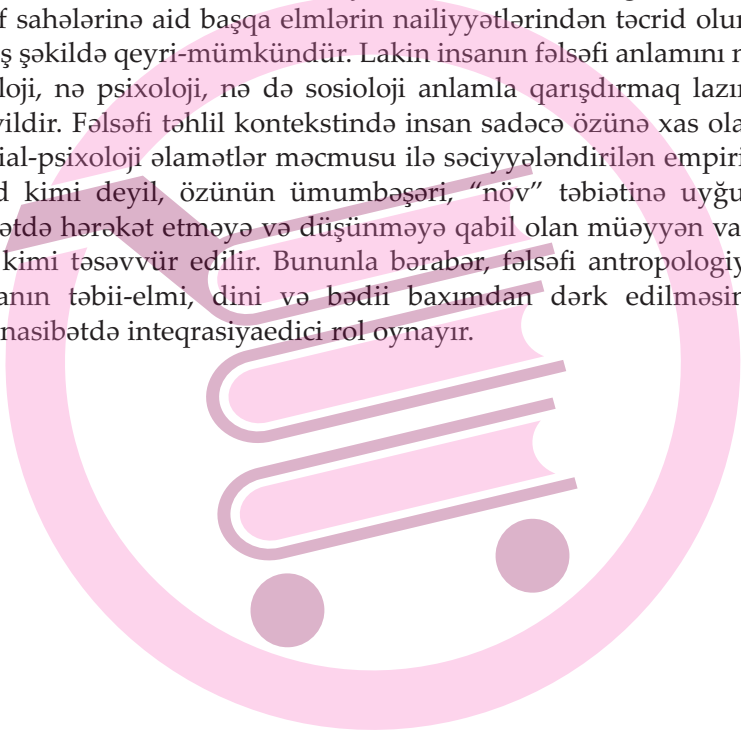 f sahələrinə aid başqa elmlərin nailiyyətlərindən təcrid olun
ş şəkildə qeyri-mümkündür. Lakin insanın fəlsəfi anlamını n
loji, nə psixoloji, nə də sosioloji anlamla qarışdırmaq lazım
yildir. Fəlsəfi təhlil kontekstində insan sadəcə özünə xas ola
ial-psixoloji əlamətlər məcmusu ilə səciyyələndirilən empiri
d kimi deyil, özünün ümumbəşəri, “növ” təbiətinə uyğu
ətdə hərəkət etməyə və düşünməyə qabil olan müəyyən va
kimi təsəvvür edilir. Bununla bərabər, fəlsəfi antropologiy
anın təbii-elmi, dini və bədii baxımdan dərk edilməsin
nasibətdə inteqrasiyaedici rol oynayır.